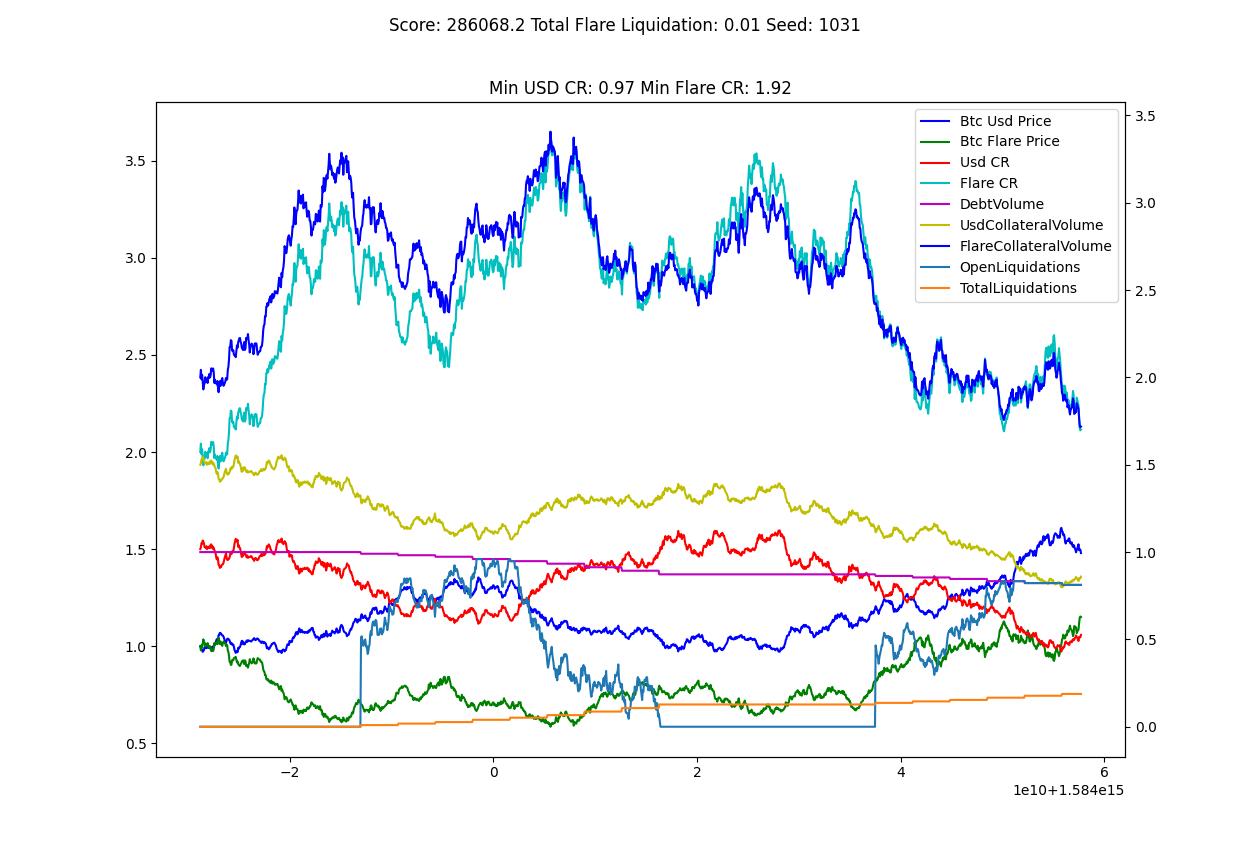 Score: 286068.2 Total Flare Liquidation: 0.01 Seed: 1031
Min USD CR: 0.97 Min Flare CR: 1.92
Btc Usd Price
Btc Flare Price
Usd CR
Flare CR
DebtVolume
UsdCollateralVolume
FlareCollateralVolume
OpenLiquidations
TotalLiquidations
3.5
3.0
2.5
2.0
1.5
1.0
0.5
3.5
3.0
2.5
2.0
1.5
1.0
0.5
0.0
−2 0 2 4 6
1e10+1.584e15